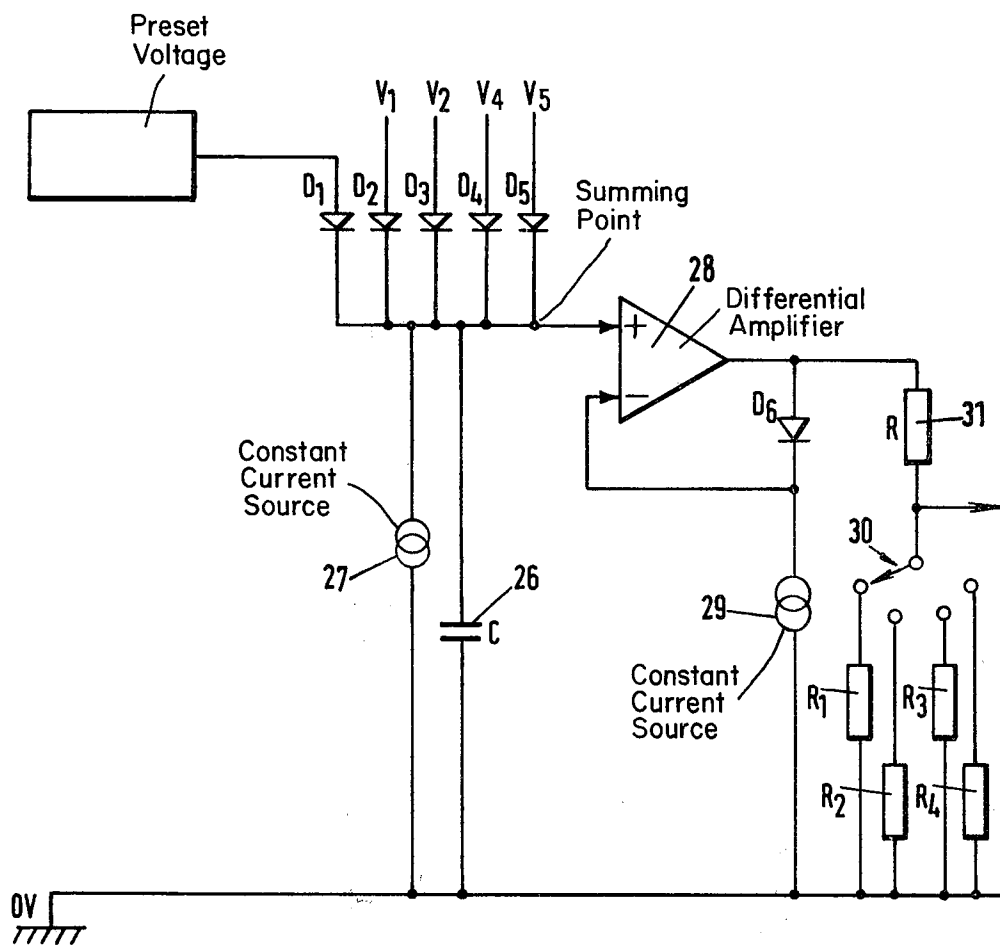 Preset
Voltage
V1 V2 V4 V5
D1 D2 D3 D4 D5
Summing
Point
28
Differential
Amplifier
+
−
D6
R
31
Constant
Current
Source
27
26
C
30
29
Constant
Current
Source
R1
R3
R2
R4
0V